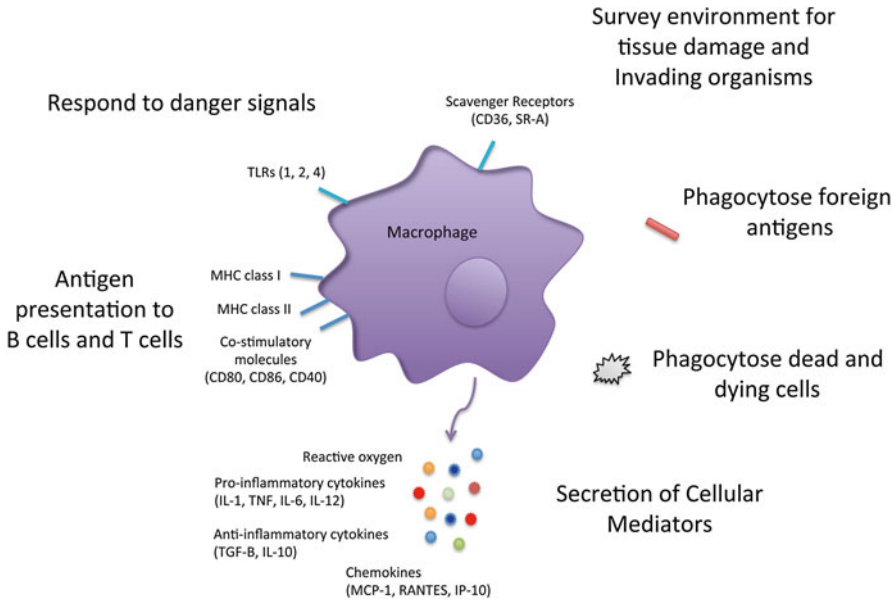 Survey environment for
tissue damage and
Invading organisms
Respond to danger signals
Scavenger Receptors
(CD36, SR-A)
TLRs (1, 2, 4)
Macrophage
Phagocytose foreign
antigens
Antigen
presentation to
B cells and T cells
MHC class I
MHC class II
Co-stimulatory
molecules
(CD80, CD86, CD40)
Phagocytose dead and
dying cells
Reactive oxygen
Pro-inflammatory cytokines
(IL-1, TNF, IL-6, IL-12)
Anti-inflammatory cytokines
(TGF-B, IL-10)
Chemokines
(MCP-1, RANTES, IP-10)
Secretion of Cellular
Mediators